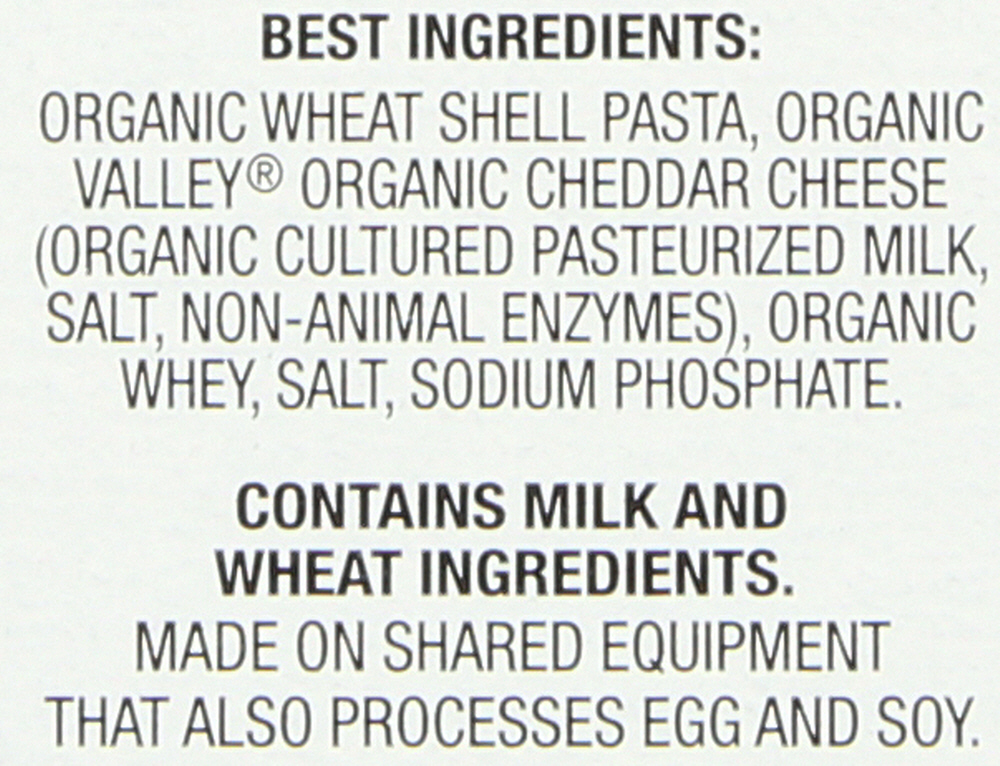 BEST INGREDIENTS:
ORGANIC WHEAT SHELL PASTA, ORGANIC
VALLEY® ORGANIC CHEDDAR CHEESE
(ORGANIC CULTURED PASTEURIZED MILK,
SALT, NON-ANIMAL ENZYMES), ORGANIC
WHEY, SALT, SODIUM PHOSPHATE.
CONTAINS MILK AND
WHEAT INGREDIENTS.
MADE ON SHARED EQUIPMENT
THAT ALSO PROCESSES EGG AND SOY.